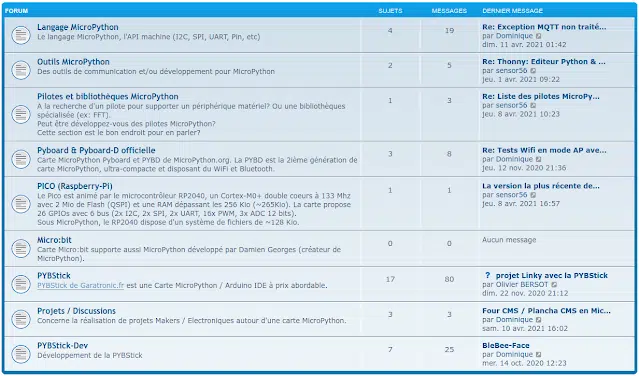 FORUM SUJETS MESSAGES DERNIER MESSAGE
Langage MicroPython
Le langage MicroPython, l'API machine (I2C, SPI, UART, Pin, etc)
4 19
Re: Exception MQTT non traité...
par Dominique
dim. 11 avr. 2021 01:42
Outils MicroPython
Des outils de communication et/ou développement pour MicroPython
2 5
Re: Thonny: Editeur Python & ...
par sensor56
jeu. 1 avr. 2021 09:22
Pilotes et bibliothèques MicroPython
A la recherche d'un pilote pour supporter un périphérique matériel? Ou une bibliothèques
spécialisée (ex: FFT).
Peut être développez-vous des pilotes MicroPython?
Cette section est le bon endroit pour en parler?
1 3
Re: Liste des pilotes MicroPy...
par sensor56
jeu. 8 avr. 2021 10:23
Pyboard & Pyboard-D officielle
Carte MicroPython Pyboard et PYBD de MicroPython.org. La PYBD est la 2ième génération de
carte MicroPython, ultra-compacte et disposant du WiFi et Bluetooth.
3 8
Re: Tests Wifi en mode AP ave...
par Dominique
jeu. 12 nov. 2020 21:36
PICO (Raspberry-Pi)
Le Pico est animé par le microcontrôleur RP2040, un Cortex-M0+ double coeurs à 133 Mhz
avec 2 Mio de Flash (QSPI) et une RAM dépassant les 256 Kio (~265Kio). La carte propose
26 GPIOs avec 6 bus (2x I2C, 2x SPI, 2x UART, 16x PWM, 3x ADC 12 bits).
Sous MicroPython, le RP2040 dispose d'un système de fichiers de ~128 Kio.
1 1
La version la plus récente de...
par sensor56
jeu. 8 avr. 2021 16:57
Micro:bit
Carte Micro:bit supporte aussi MicroPython développé par Damien Georges (créateur de
MicroPython).
0 0
Aucun message
PYBStick
PYBStick de Garatronic.fr est une Carte MicroPython / Arduino IDE à prix abordable.
17 80
? projet Linky avec la PYBStick
par Olivier BERSOT
dim. 22 nov. 2020 21:12
Projets / Discussions
Concerne la réalisation de projets Makers / Electroniques autour d'une carte MicroPython.
3 3
Four CMS / Plancha CMS en Mic...
par Dominique
sam. 10 avr. 2021 16:02
PYBStick-Dev
Développement de la PYBStick
7 25
BleBee-Face
par Dominique
mer. 14 oct. 2020 12:23